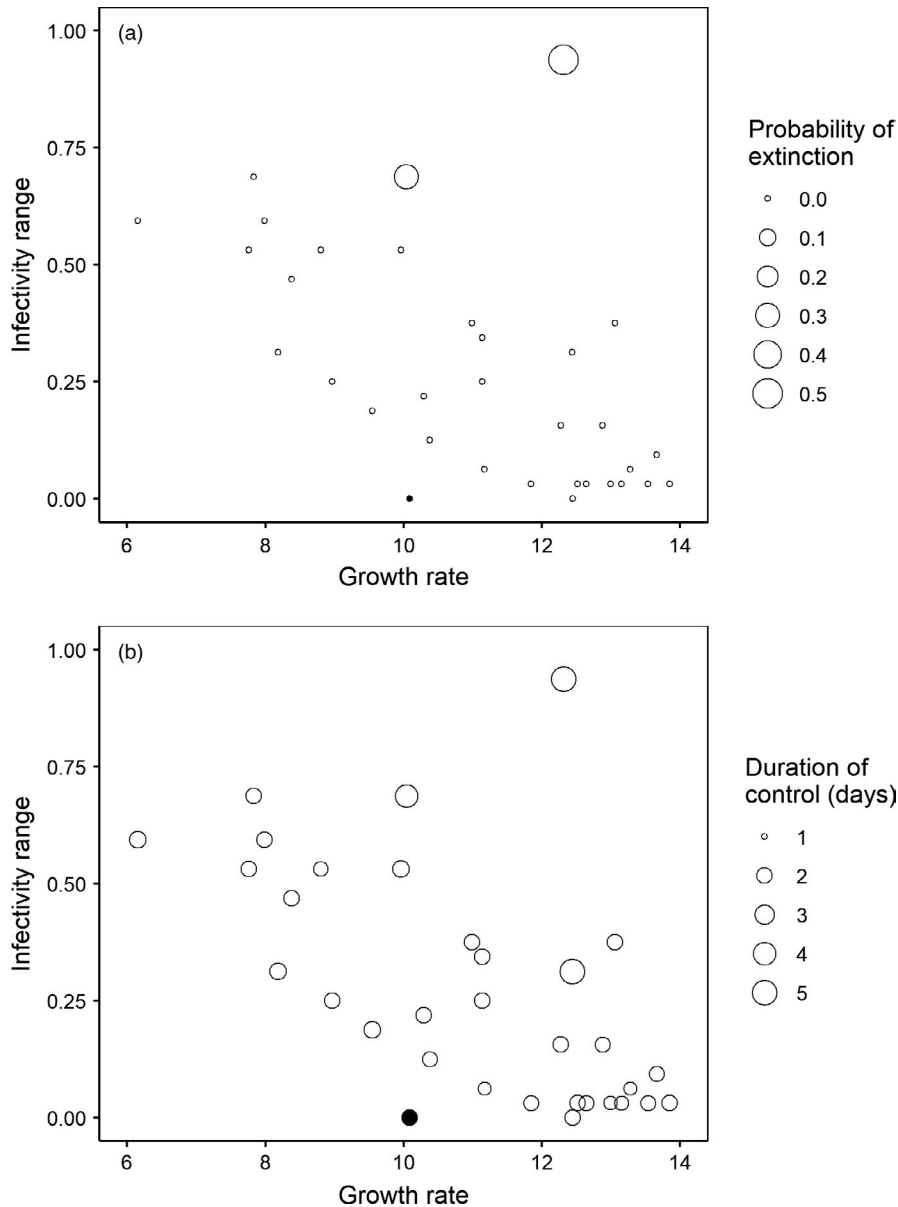 (a)
1.00
0.75
0.50
0.25
0.00
Infectivity range
6 8 10 12 14
Growth rate
Probability of
extinction
0.0
0.1
0.2
0.3
0.4
0.5
(b)
1.00
0.75
0.50
0.25
0.00
Infectivity range
6 8 10 12 14
Growth rate
Duration of
control (days)
1
2
3
4
5